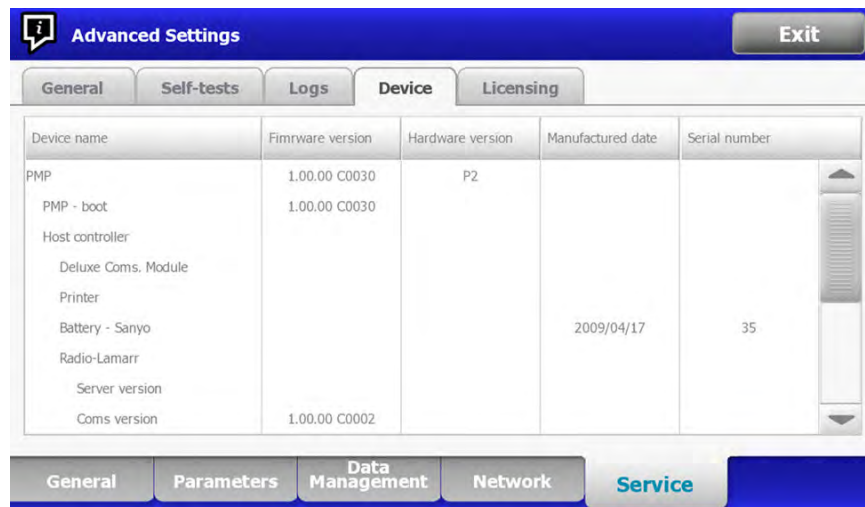 Advanced Settings Exit
General Self-tests Logs Device Licensing
Device name Fimrware version Hardware version Manufactured date Serial number
PMP 1.00.00 C0030 P2
PMP - boot 1.00.00 C0030
Host controller
Deluxe Coms. Module
Printer
Battery - Sanyo 2009/04/17 35
Radio-Lamarr
Server version
Coms version 1.00.00 C0002
General Parameters Data Management Network Service